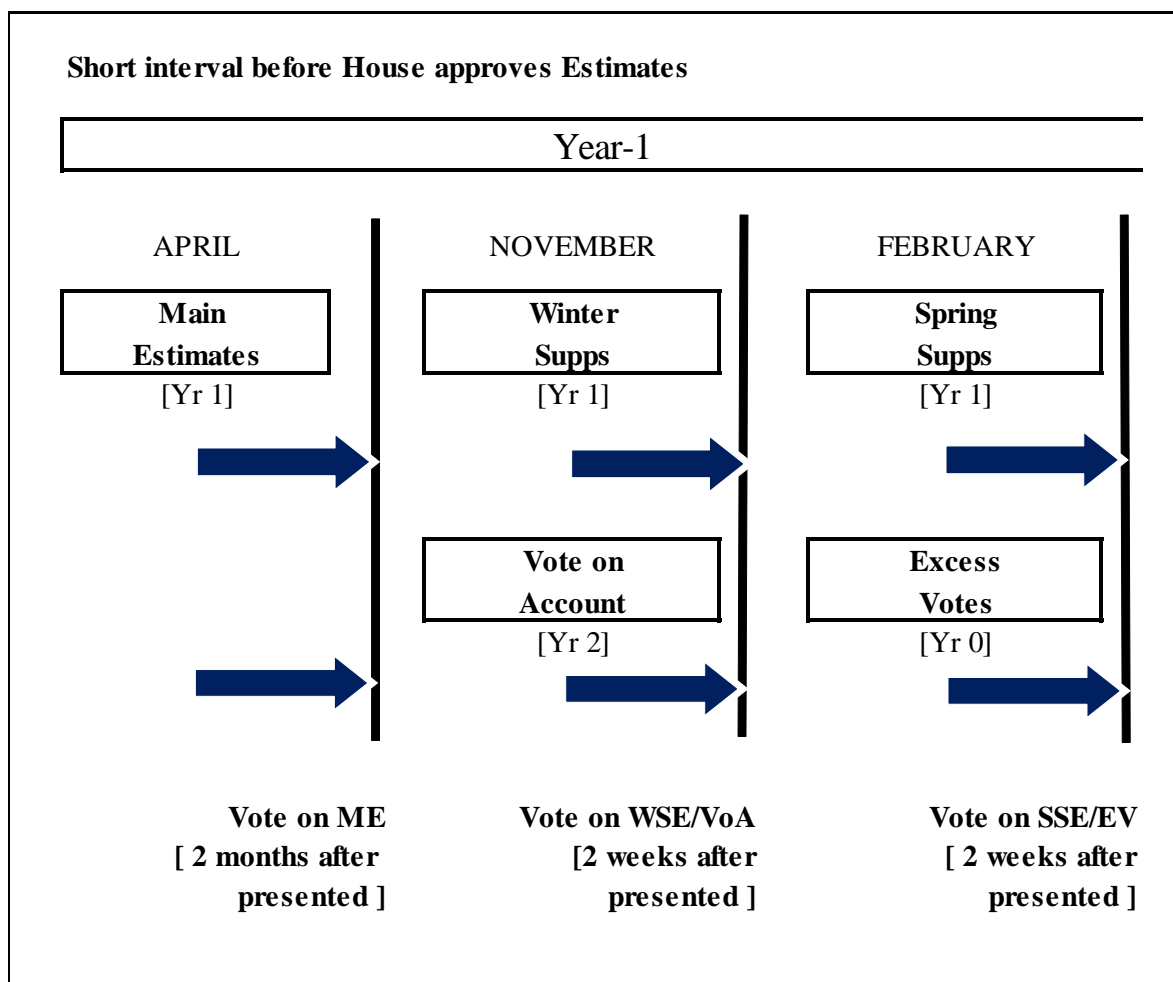 Short interval before House approves Estimates
Year-1
APRIL
NOVEMBER
FEBRUARY
Main
Estimates
[Yr 1]
Winter
Supps
[Yr 1]
Spring
Supps
[Yr 1]
Vote on
Account
[Yr 2]
Excess
Votes
[Yr 0]
Vote on ME
[ 2 months after
presented ]
Vote on WSE/VoA
[2 weeks after
presented ]
Vote on SSE/EV
[ 2 weeks after
presented ]